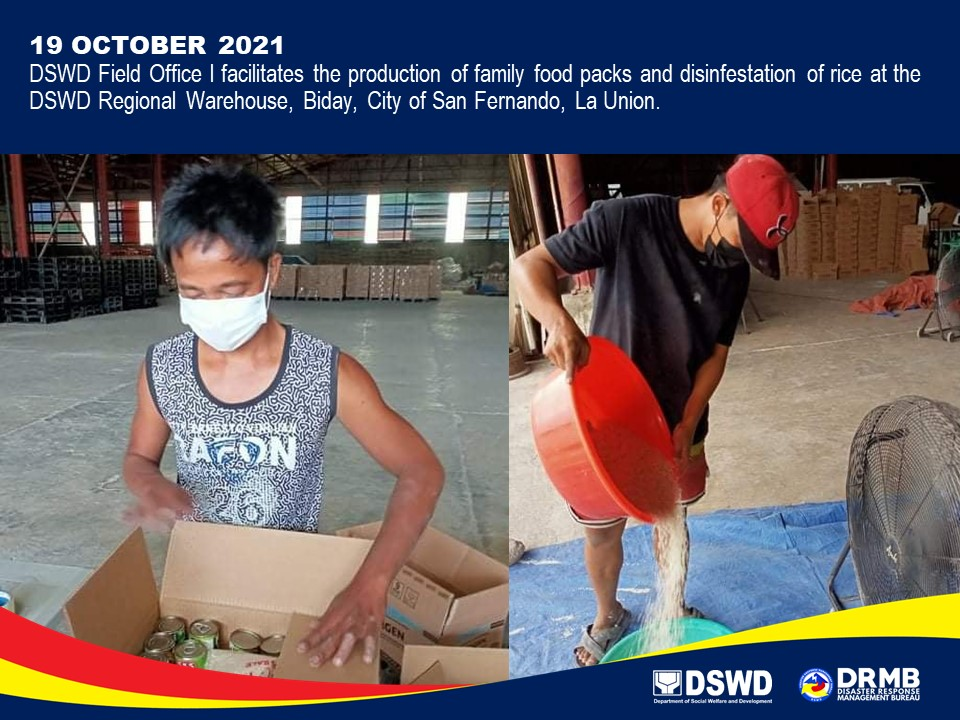 19 OCTOBER 2021
DSWD Field Office I facilitates the production of family food packs and disinfestation of rice at the
DSWD Regional Warehouse, Biday, City of San Fernando, La Union.
DSWD
Department of Social Welfare and Development
DRMB
DISASTER RESPONSE
MANAGEMENT BUREAU